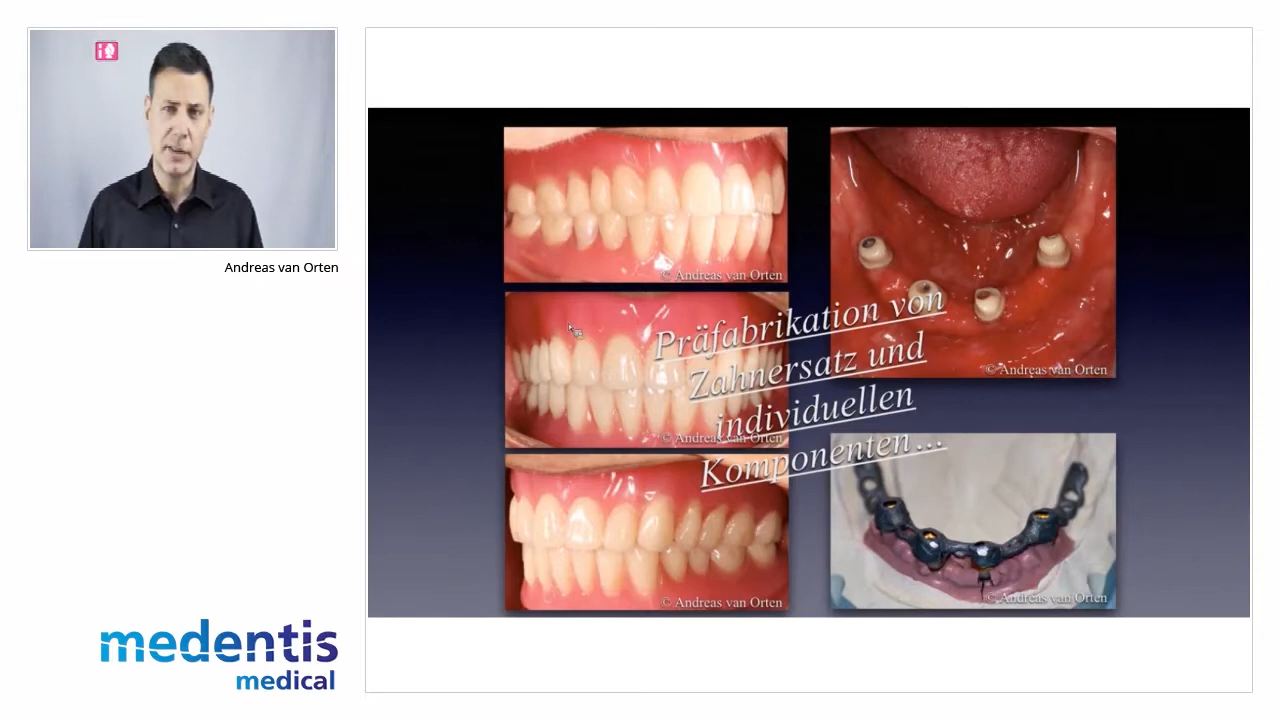 Andreas van Orten
medentis
medical
© Andreas van Orten
© Andreas van Orten
© Andreas van Orten
© Andreas van Orten
© Andreas van Orten
Präfabrikation von
Zahnersatz und
individuellen
Komponenten...